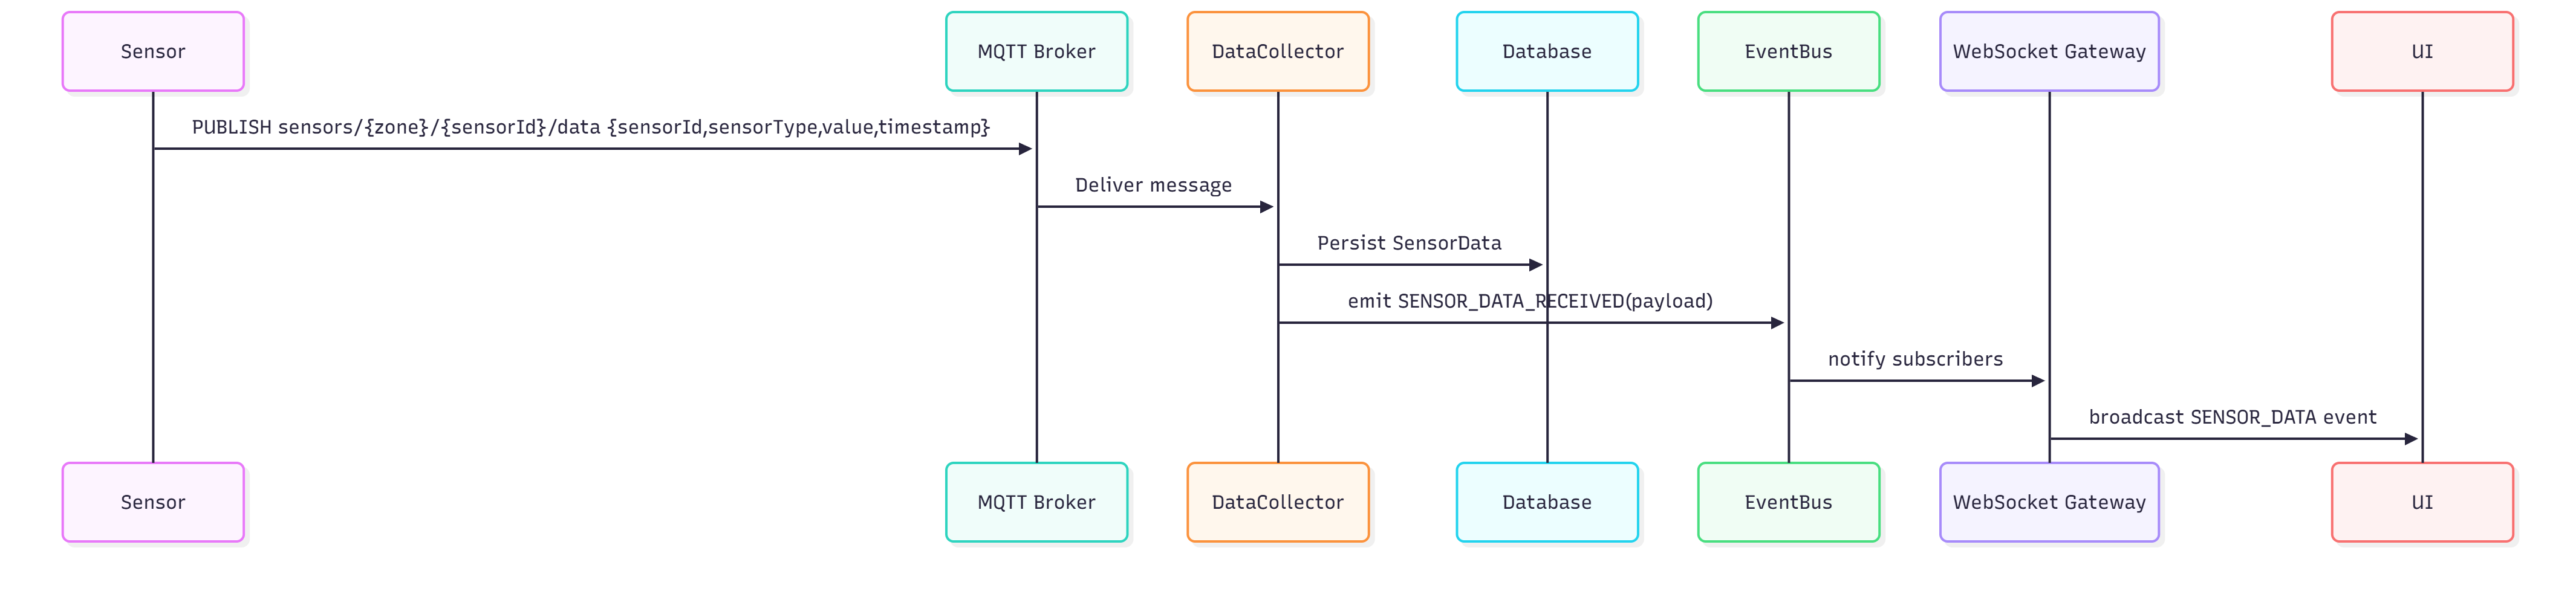 Sensor
MQTT Broker
DataCollector
Database
EventBus
WebSocket Gateway
UI
PUBLISH sensors/{zone}/{sensorId}/data {sensorId,sensorType,value,timestamp}
Deliver message
Persist SensorData
emit SENSOR_DATA_RECEIVED(payload)
notify subscribers
broadcast SENSOR_DATA event
Sensor
MQTT Broker
DataCollector
Database
EventBus
WebSocket Gateway
UI